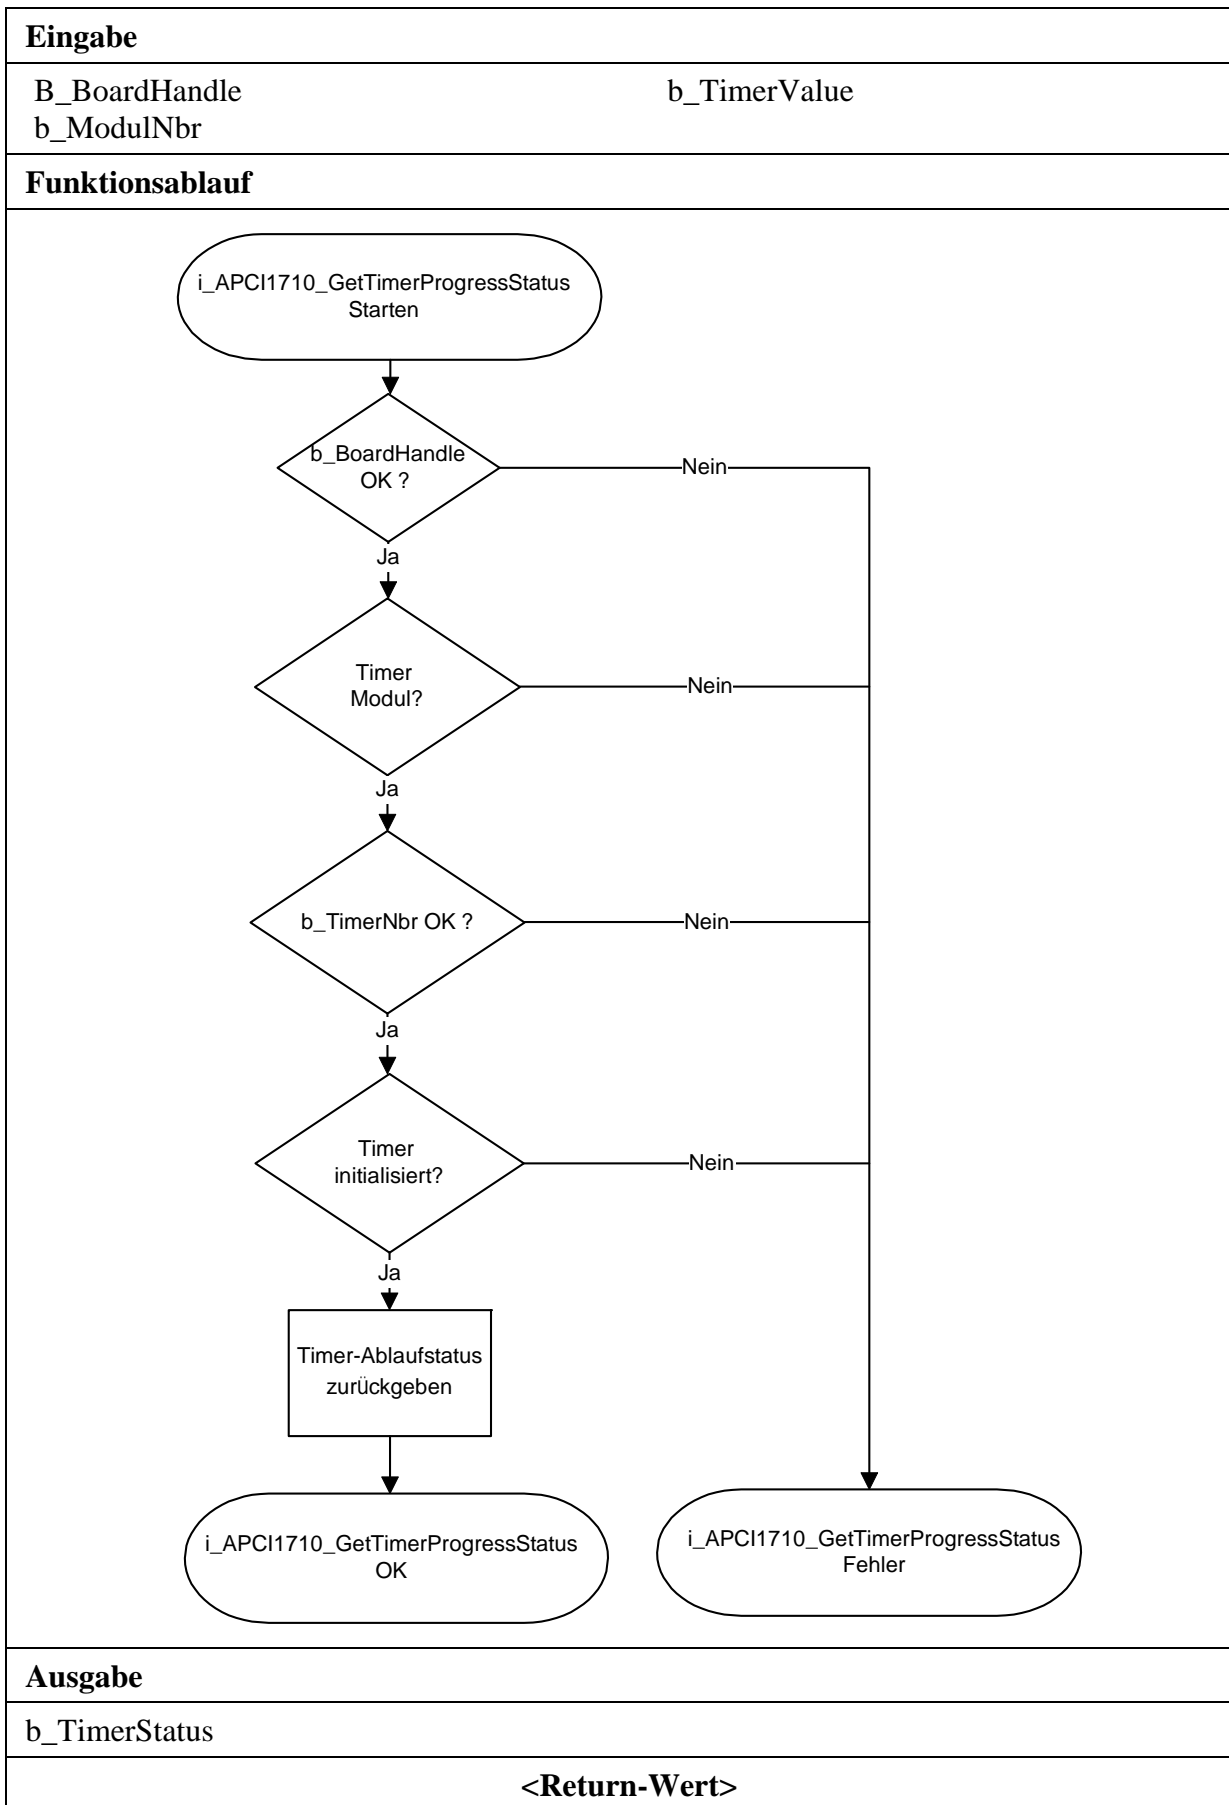 Eingabe
B_BoardHandle b_TimerValue
b_ModulNbr
Funktionsablauf
i_APCI1710_GetTimerProgressStatus
Starten
b_BoardHandle
OK ?
Nein
Ja
Timer
Modul?
Nein
Ja
b_TimerNbr OK ?
Nein
Ja
Timer
initialisiert?
Nein
Ja
Timer-Ablaufstatus
zurückgeben
i_APCI1710_GetTimerProgressStatus
OK
i_APCI1710_GetTimerProgressStatus
Fehler
Ausgabe
b_TimerStatus
<Return-Wert>